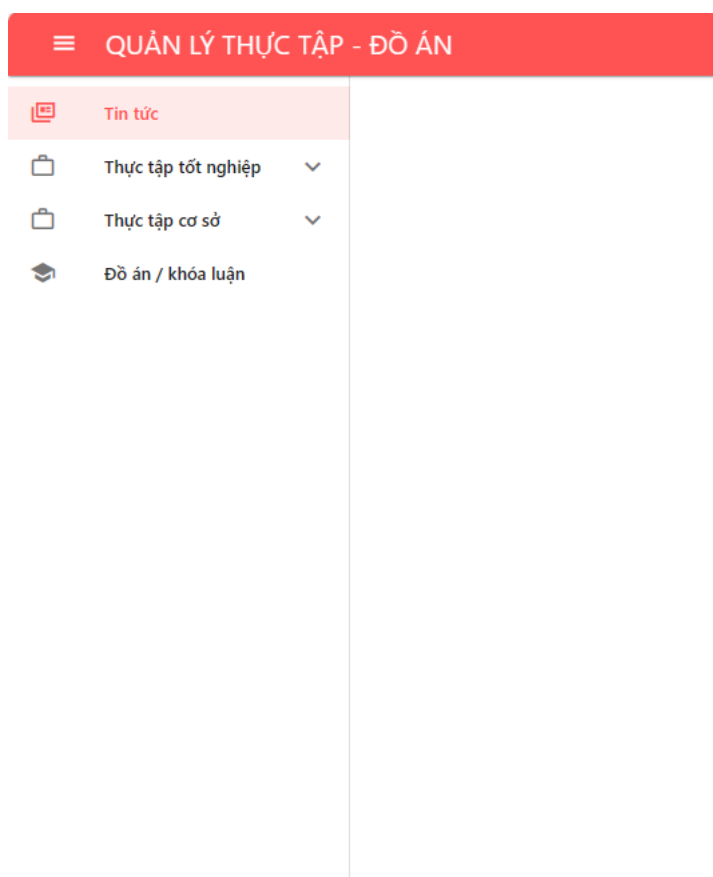 QUẢN LÝ THỰC TẬP - ĐỒ ÁN
Tin tức
Thực tập tốt nghiệp
Thực tập cơ sở
Đồ án / khóa luận